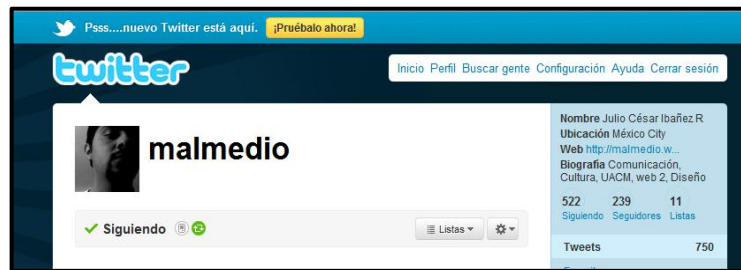 Psss....nuevo Twitter está aquí. ¡Pruébalo ahora!
twitter
Inicio Perfil Buscar gente Configuración Ayuda Cerrar sesión
malmedio
Siguiendo
Listas
Nombre Julio César Ibañez R
Ubicación México City
Web http://malmedio.w...
Biografía Comunicación,
Cultura, UACM, web 2, Diseño
522 239 11
Siguiendo Seguidores Listas
Tweets 750